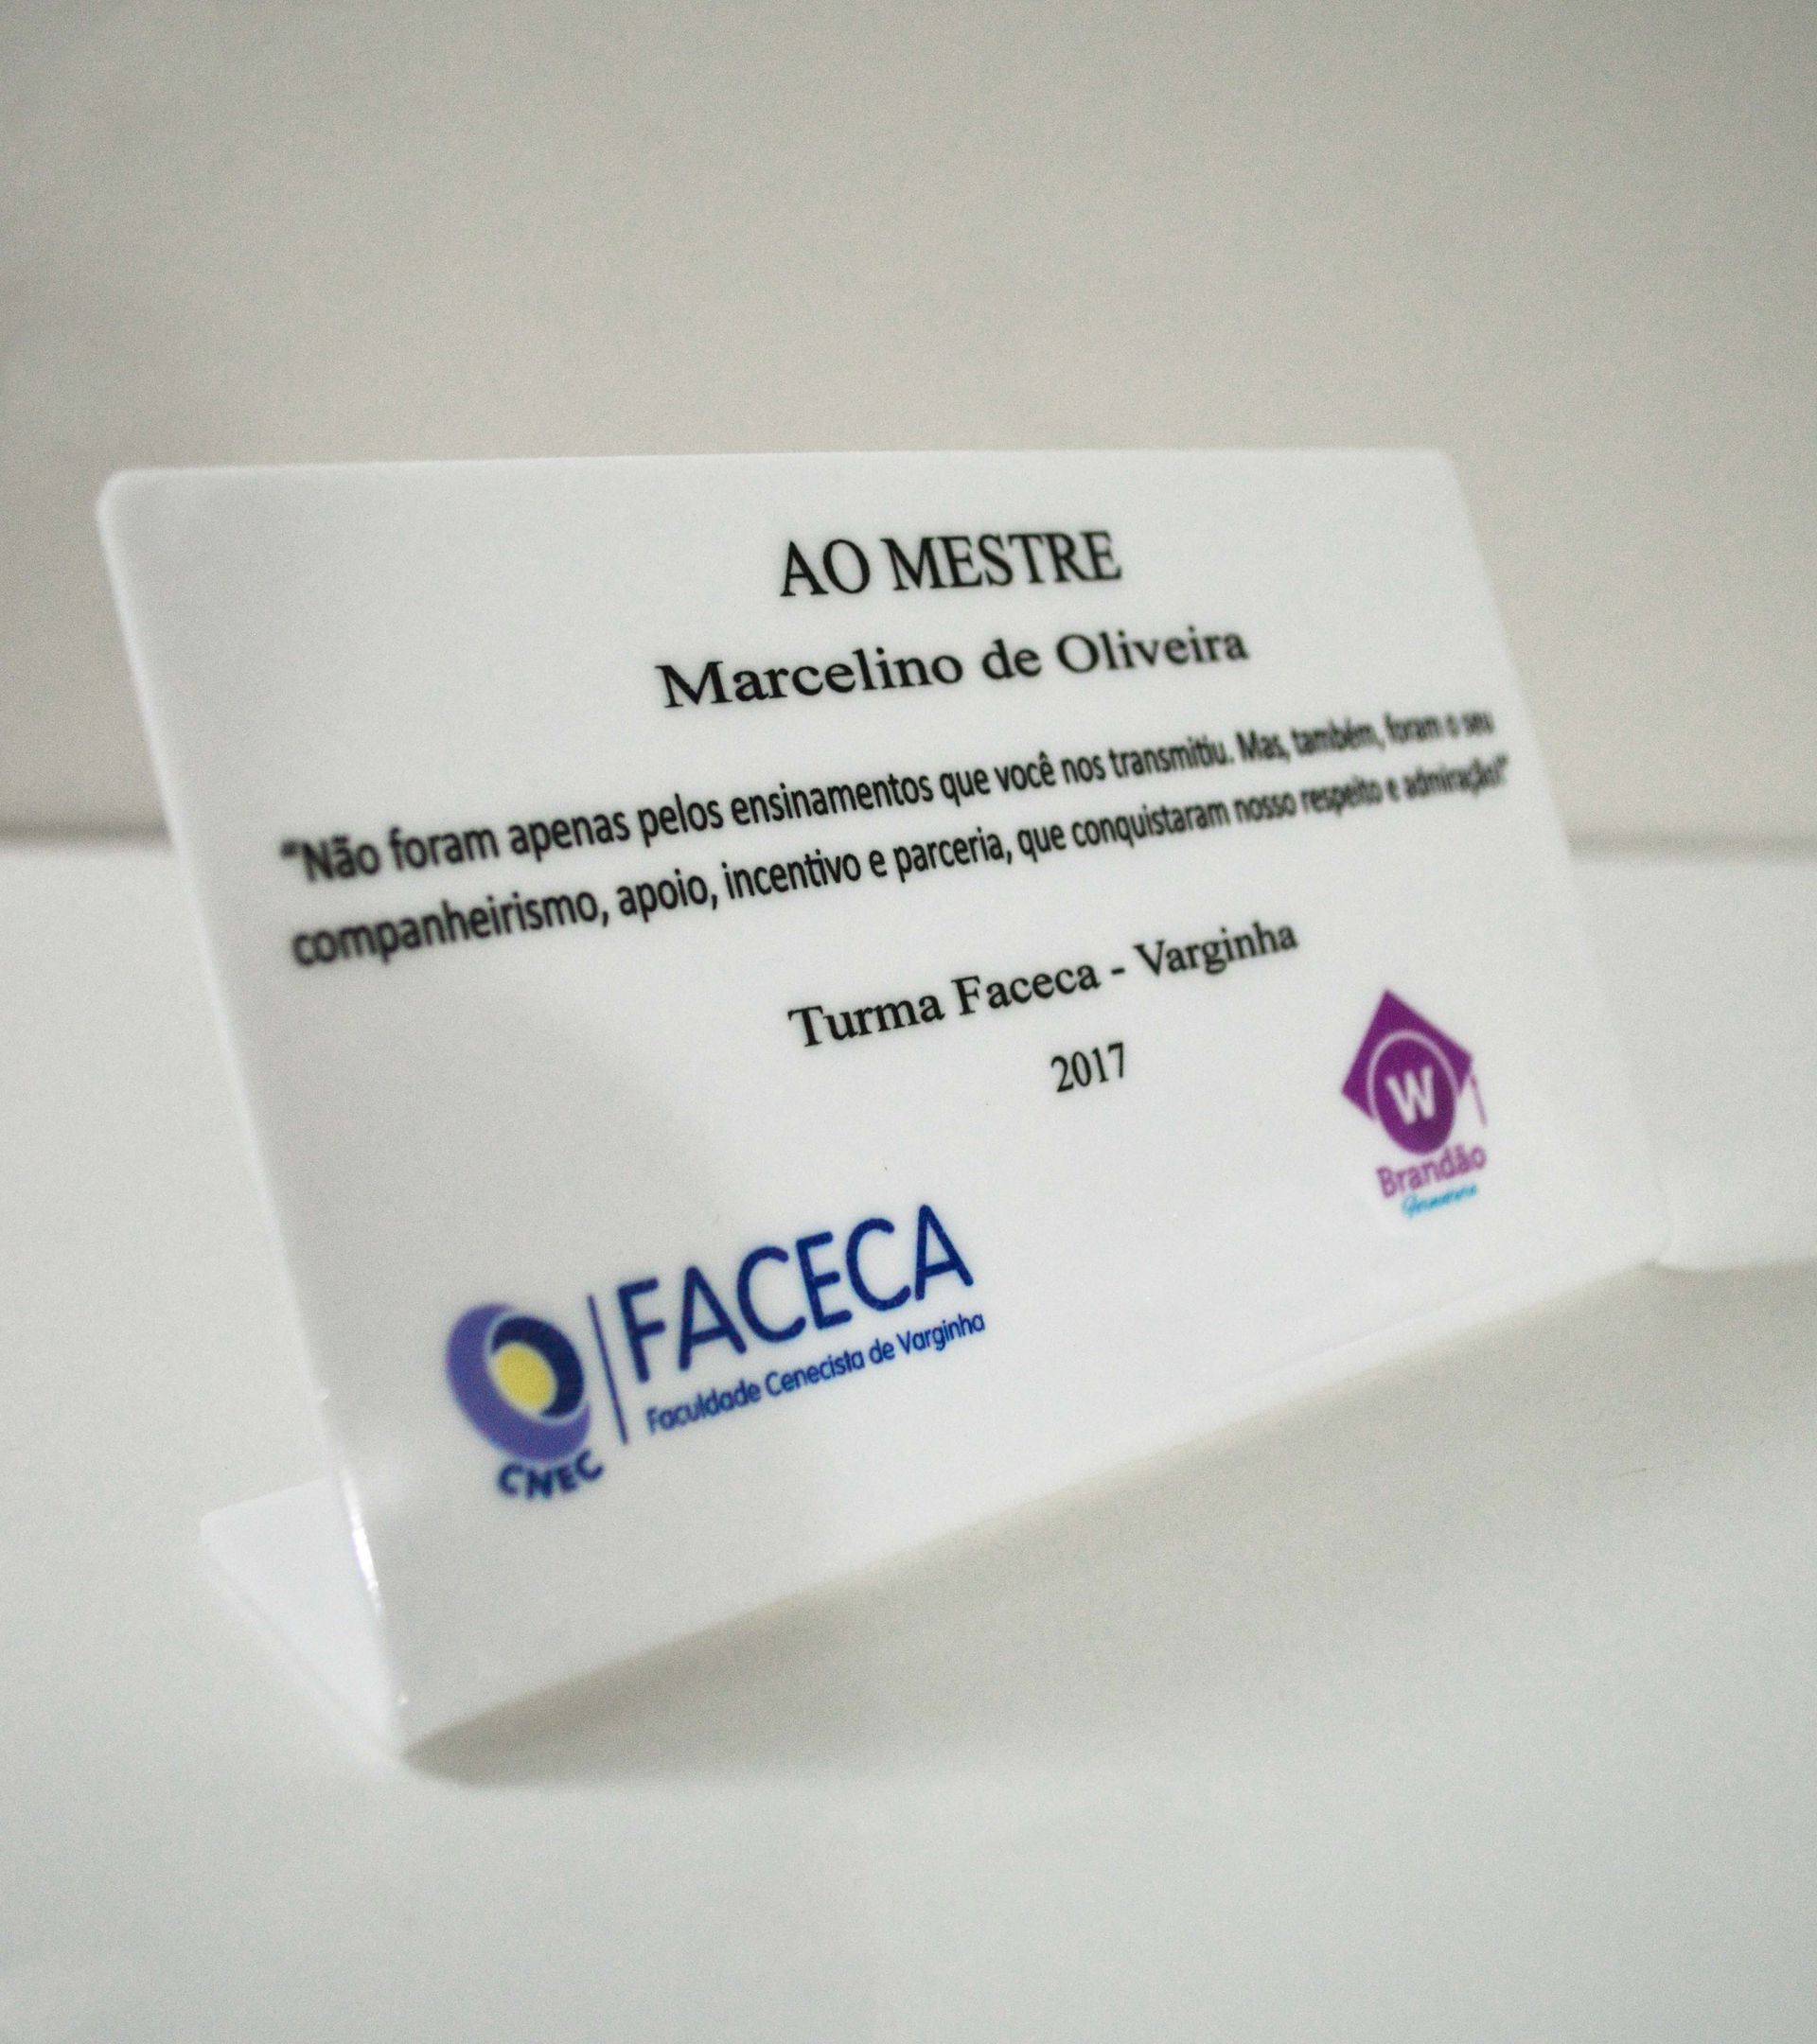 AO MESTRE
Marcelino de Oliveira
“Não foram apenas pelos ensinamentos que você nos transmitiu. Mas, também, foram o seu
companheirismo, apoio, incentivo e parceria, que conquistaram nosso respeito e admiração!”
Turma Faceca - Varginha
2017
W
Brandão
FACECA
Faculdade Cenecista de Varginha
CNEC